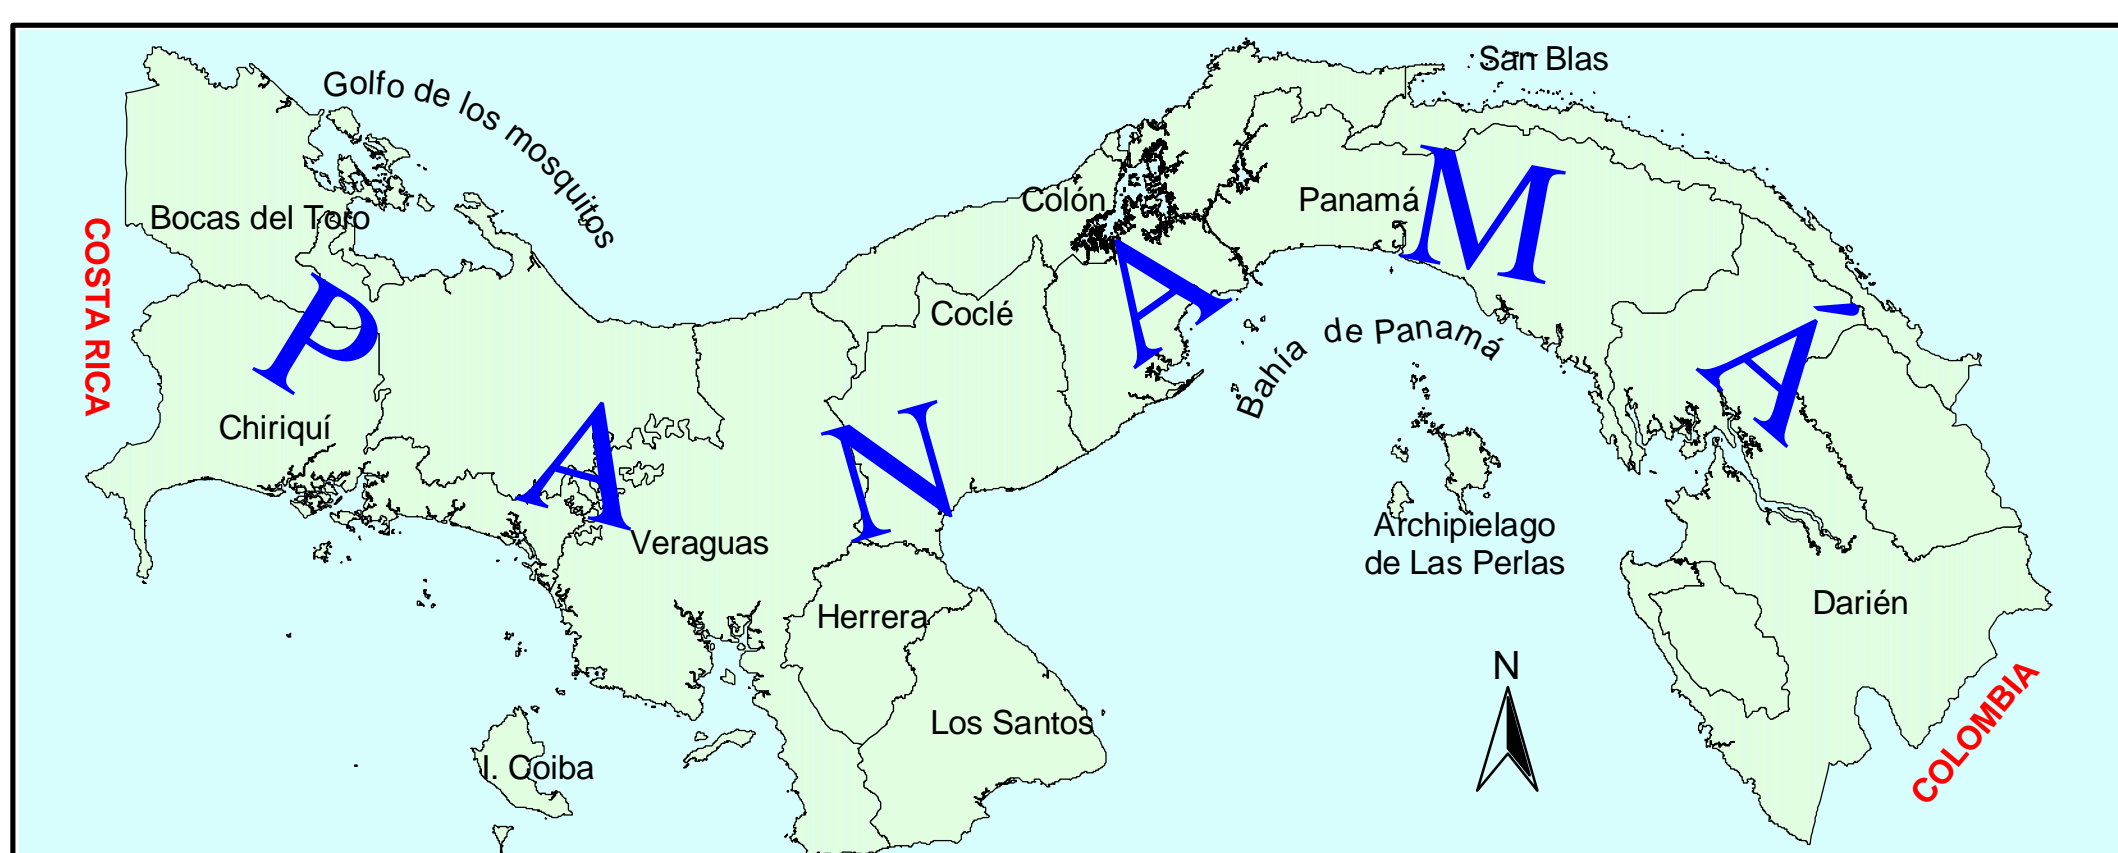 San Blas
Golfo de los mosquitos
Colón
Panamá
Bocas del Toro
COSTA RICA
PANAMÁ
Coclé
Bahía de Panamá
Chiriquí
Veraguas
Archipielago
de Las Perlas
Herrera
Darién
N
Los Santos
I. Coiba
COLOMBIA